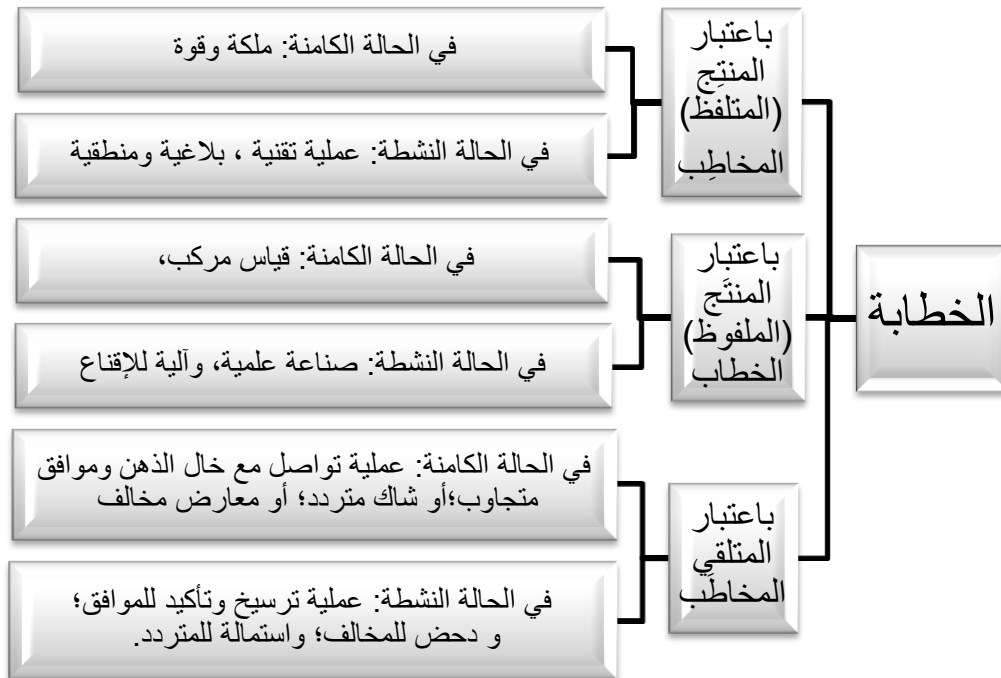 الخطابة
باعتبار
المنتِج
(المتلفظ)
المخاطِب
في الحالة الكامنة: ملكة وقوة
في الحالة النشطة: عملية تقنية ، بلاغية ومنطقية
باعتبار
المنتَج
(الملفوظ)
الخطاب
في الحالة الكامنة: قياس مركب،
في الحالة النشطة: صناعة علمية، وآلية للإقناع
باعتبار
المتلقي
المخاطَب
في الحالة الكامنة: عملية تواصل مع خال الذهن وموافق
متجاوب؛أو شاك متردد؛ أو معارض مخالف
في الحالة النشطة: عملية ترسيخ وتأكيد للموافق؛
و دحض للمخالف؛ واستمالة للمتردد.